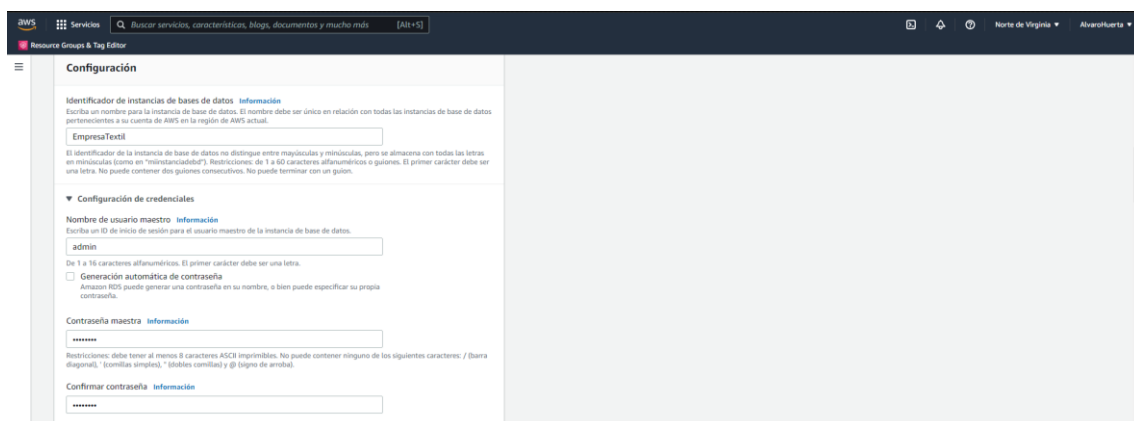 aws
Servicios
Buscar servicios, características, blogs, documentos y mucho más [Alt+S]
Norte de Virginia ▼
AlvaroHuerta ▼
Resource Groups & Tag Editor
Configuración
Identificador de instancias de bases de datos Información
Escriba un nombre para la instancia de base de datos. El nombre debe ser único en relación con todas las instancias de base de datos
pertenecientes a su cuenta de AWS en la región de AWS actual.
EmpresaTextil
El identificador de la instancia de base de datos no distingue entre mayúsculas y minúsculas, pero se almacena con todas las letras
en minúsculas (como en "miinstanciadebd"). Restricciones: de 1 a 60 caracteres alfanuméricos o guiones. El primer carácter debe ser
una letra. No puede contener dos guiones consecutivos. No puede terminar con un guion.
▼ Configuración de credenciales
Nombre de usuario maestro Información
Escriba un ID de inicio de sesión para el usuario maestro de la instancia de base de datos.
admin
De 1 a 16 caracteres alfanuméricos. El primer carácter debe ser una letra.
Generación automática de contraseña
Amazon RDS puede generar una contraseña en su nombre, o bien puede especificar su propia
contraseña.
Contraseña maestra Información
••••••••
Restricciones: debe tener al menos 8 caracteres ASCII imprimibles. No puede contener ninguno de los siguientes caracteres: / (barra
diagonal), ' (comillas simples), " (dobles comillas) y @ (signo de arroba).
Confirmar contraseña Información
••••••••